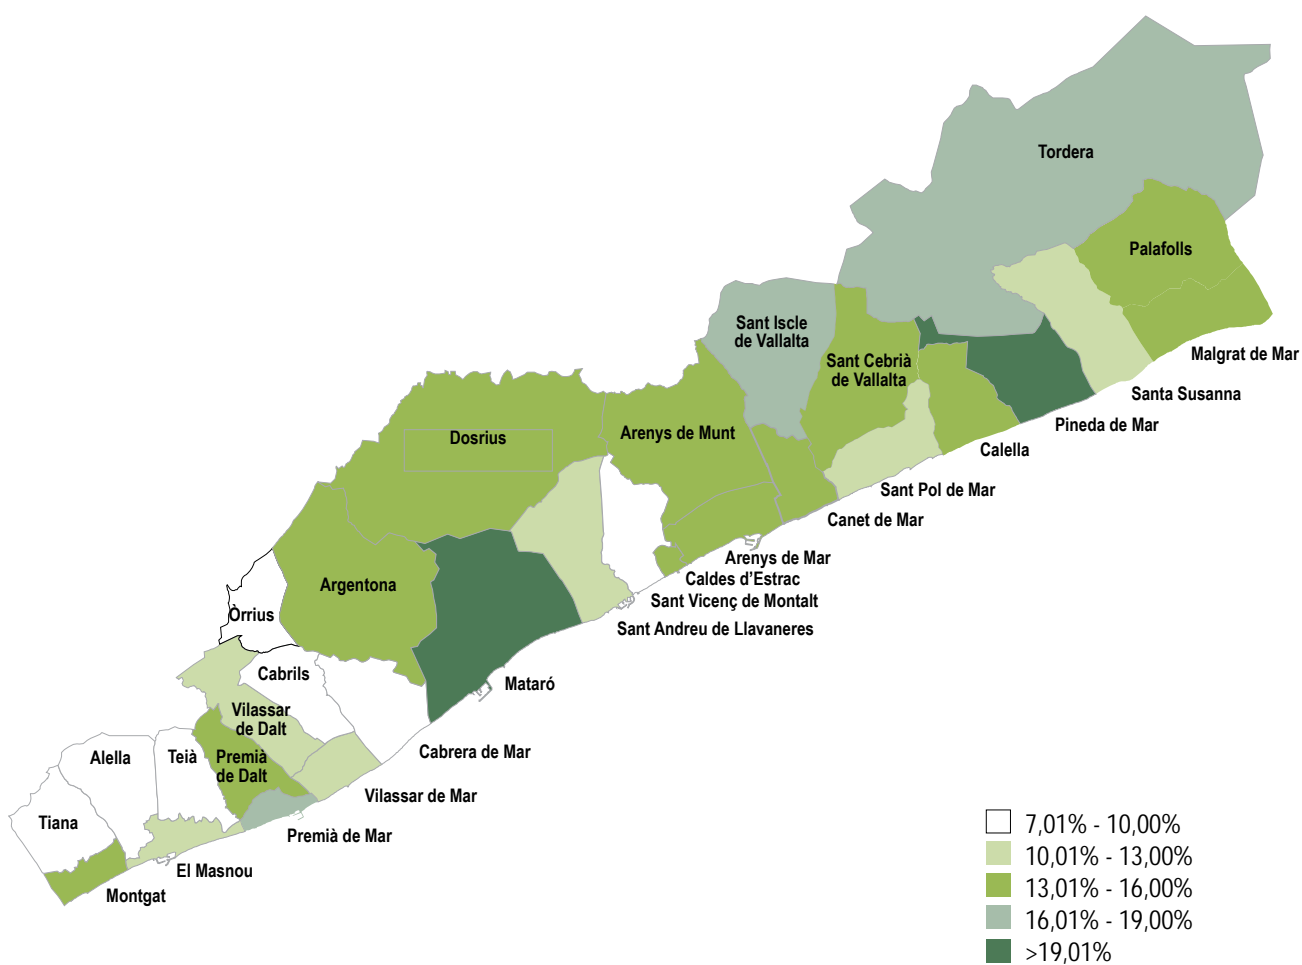 Tordera
Palafolls
Sant Iscle
de Vallalta
Sant Cebrià
de Vallalta
Malgrat de Mar
Santa Susanna
Pineda de Mar
Arenys de Munt
Dosrius
Calella
Sant Pol de Mar
Canet de Mar
Arenys de Mar
Caldes d'Estrac
Sant Vicenç de Montalt
Sant Andreu de Llavaneres
Argentona
Òrrius
Cabrils
Mataró
Vilassar
de Dalt
Cabrera de Mar
Alella
Teià
Premià
de Dalt
Vilassar de Mar
Tiana
Premià de Mar
El Masnou
Montgat
7,01% - 10,00%
10,01% - 13,00%
13,01% - 16,00%
16,01% - 19,00%
>19,01%